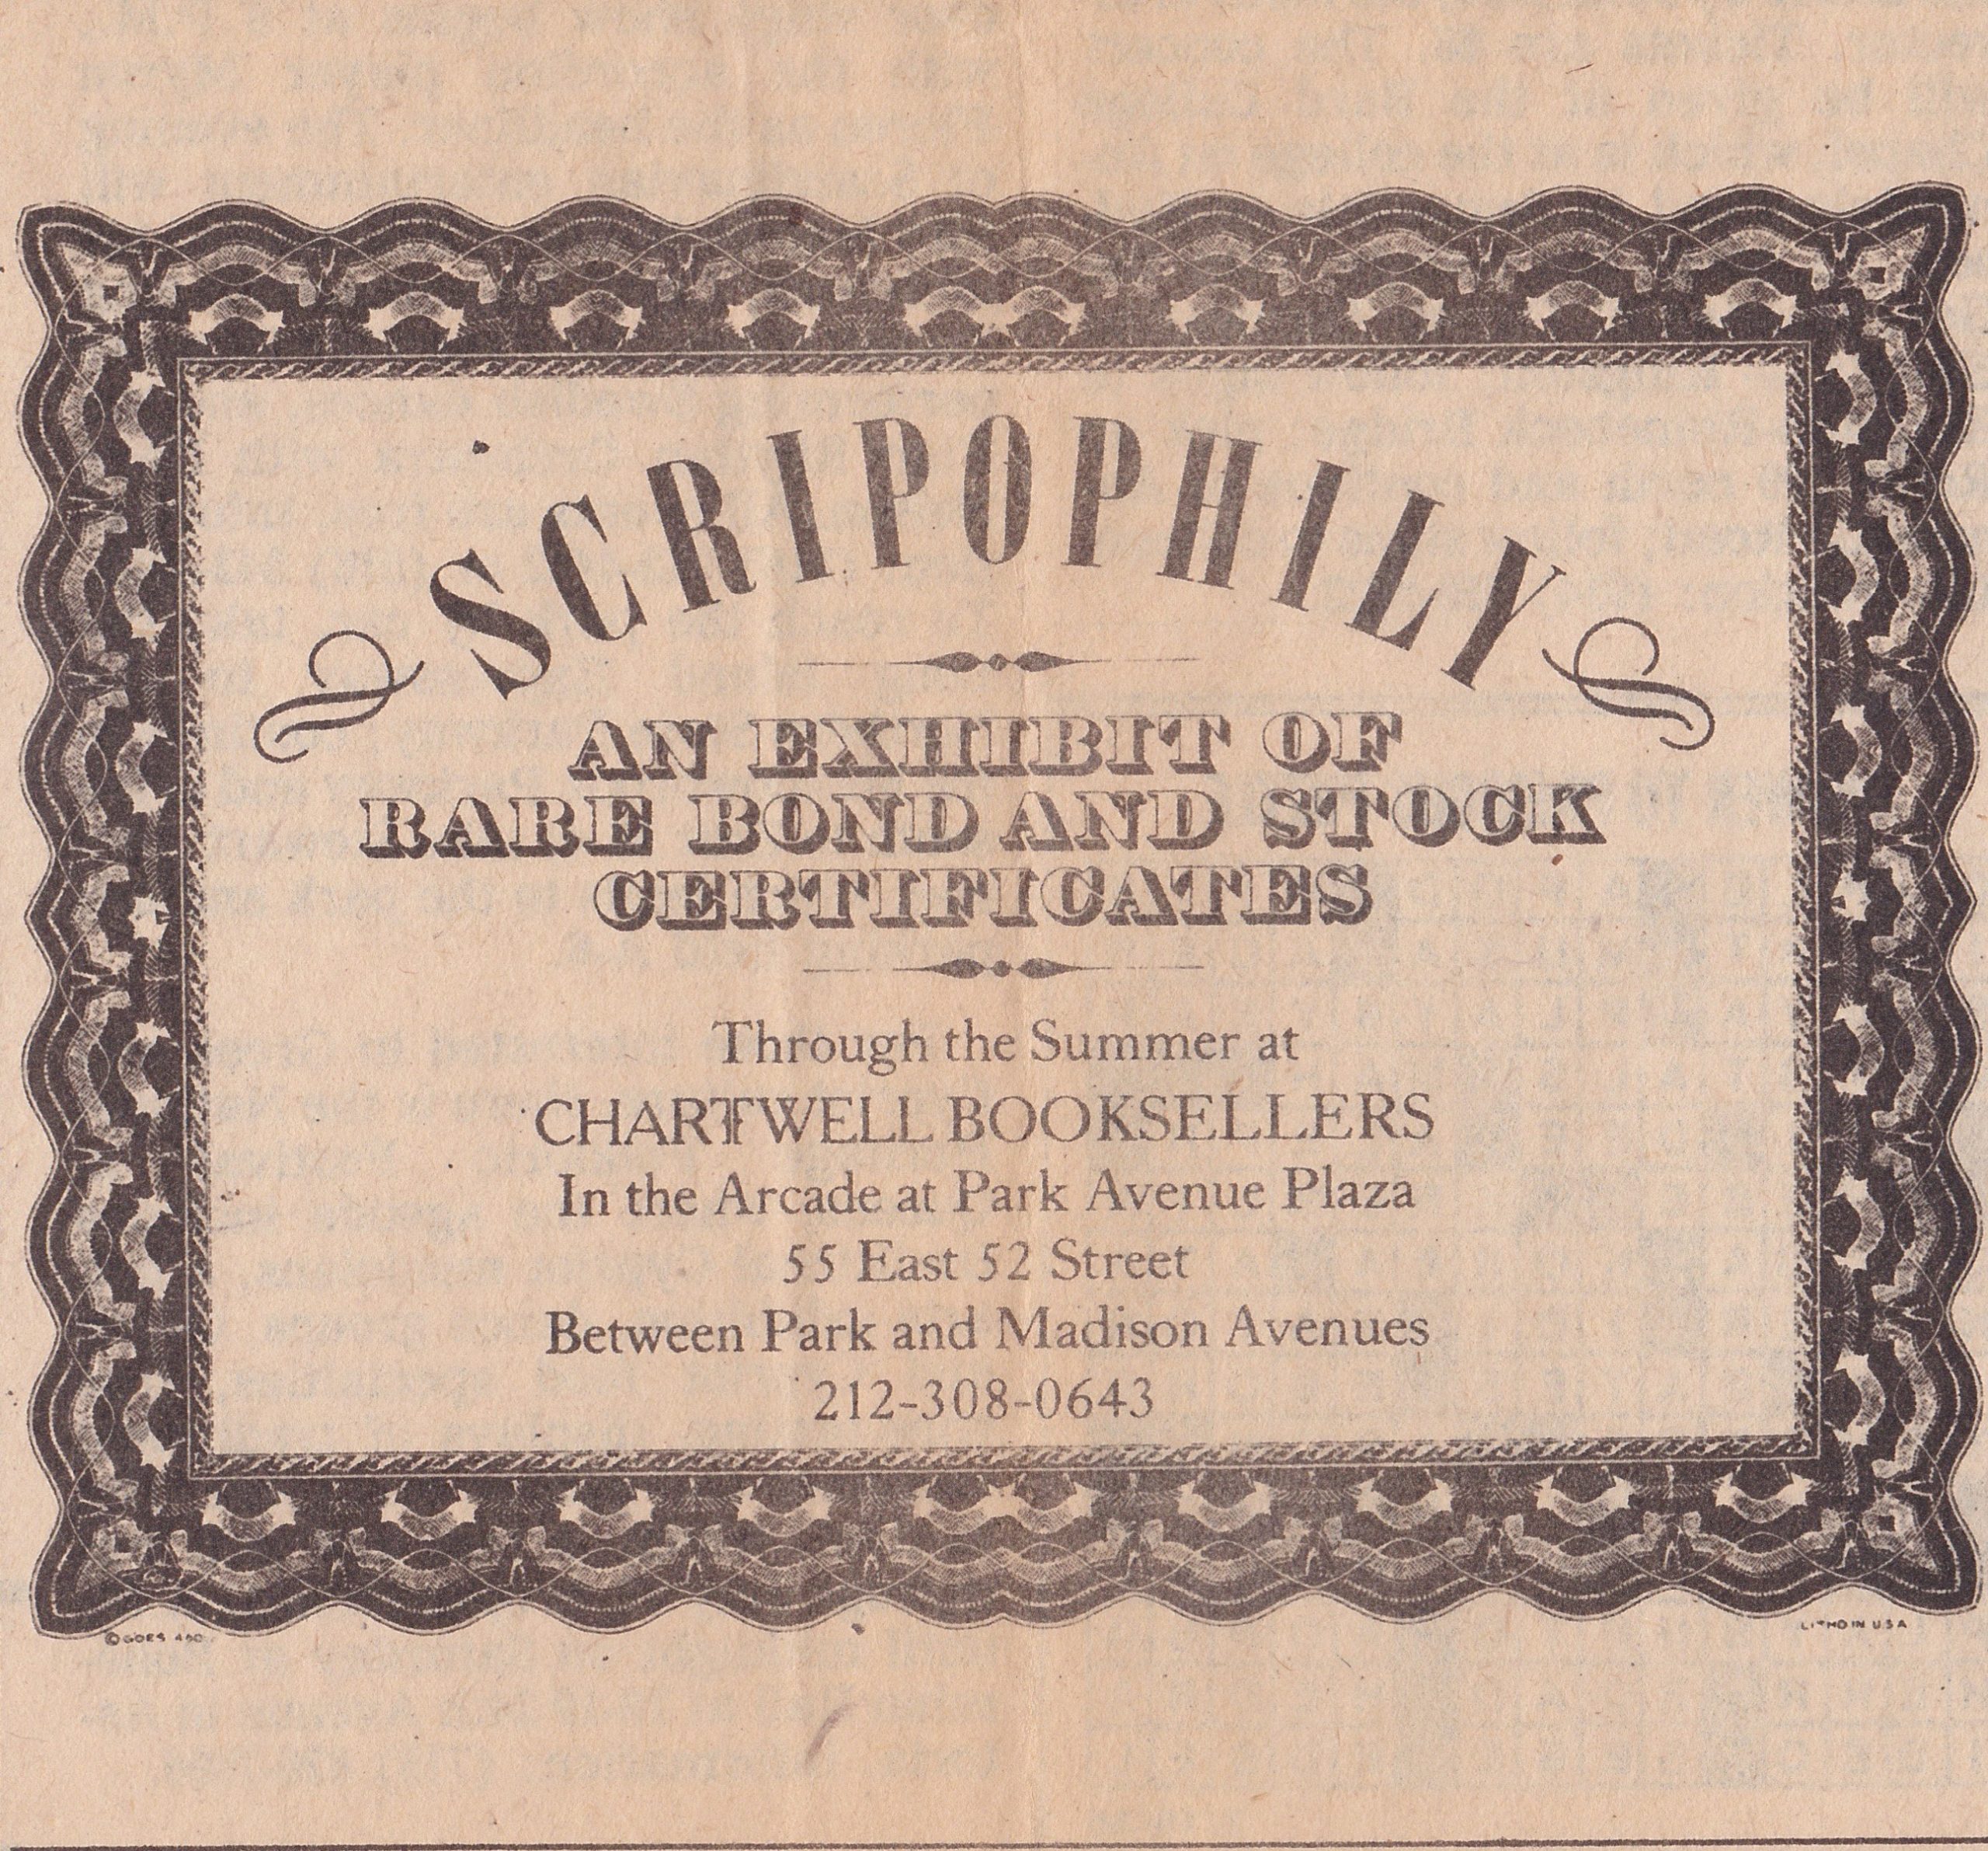 SCRIPOPHILY
AN EXHIBIT OF
RARE BOND AND STOCK
CERTIFICATES
Through the Summer at
CHARTWELL BOOKSELLERS
In the Arcade at Park Avenue Plaza
55 East 52 Street
Between Park and Madison Avenues
212-308-0643
© GOES
LITHO IN U.S.A